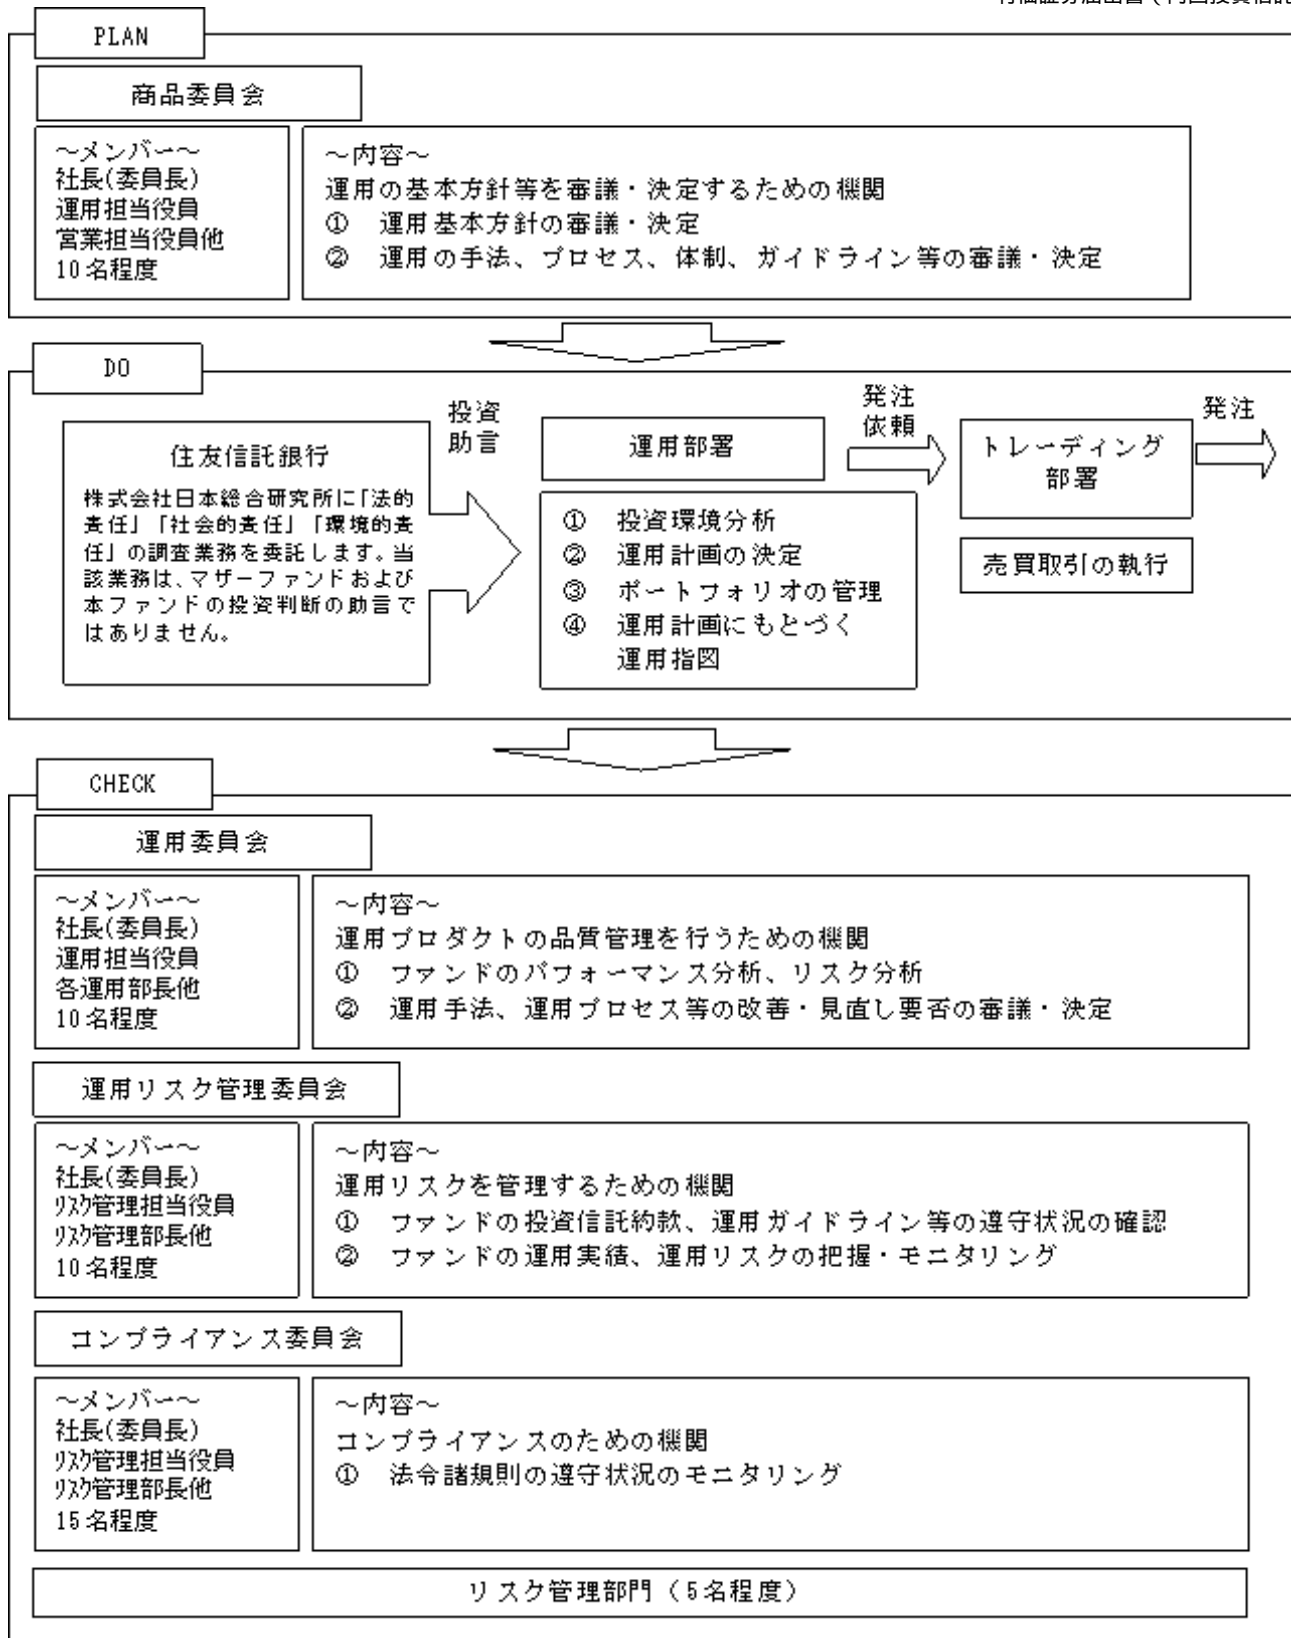 PLAN
商品委員会
～メンバー～
社長(委員長)
運用担当役員
営業担当役員他
10名程度
～内容～
運用の基本方針等を審議・決定するための機関
① 運用基本方針の審議・決定
② 運用の手法、プロセス、体制、ガイドライン等の審議・決定
DO
住友信託銀行
株式会社日本総合研究所に「法的
責任」「社会的責任」「環境的責
任」の調査業務を委託します。当
該業務は、マザーファンドおよび
本ファンドの投資判断の助言で
はありません。
投資
助言
運用部署
① 投資環境分析
② 運用計画の決定
③ ポートフォリオの管理
④ 運用計画にもとづく
運用指図
発注
依頼
トレーディング
部署
売買取引の執行
発注
CHECK
運用委員会
～メンバー～
社長(委員長)
運用担当役員
各運用部長他
10名程度
～内容～
運用プロダクトの品質管理を行うための機関
① ファンドのパフォーマンス分析、リスク分析
② 運用手法、運用プロセス等の改善・見直し要否の審議・決定
運用リスク管理委員会
～メンバー～
社長(委員長)
ﾘｽｸ管理担当役員
ﾘｽｸ管理部長他
10名程度
～内容～
運用リスクを管理するための機関
① ファンドの投資信託約款、運用ガイドライン等の遵守状況の確認
② ファンドの運用実績、運用リスクの把握・モニタリング
コンプライアンス委員会
～メンバー～
社長(委員長)
ﾘｽｸ管理担当役員
ﾘｽｸ管理部長他
15名程度
～内容～
コンプライアンスのための機関
① 法令諸規則の遵守状況のモニタリング
リスク管理部門（5名程度）